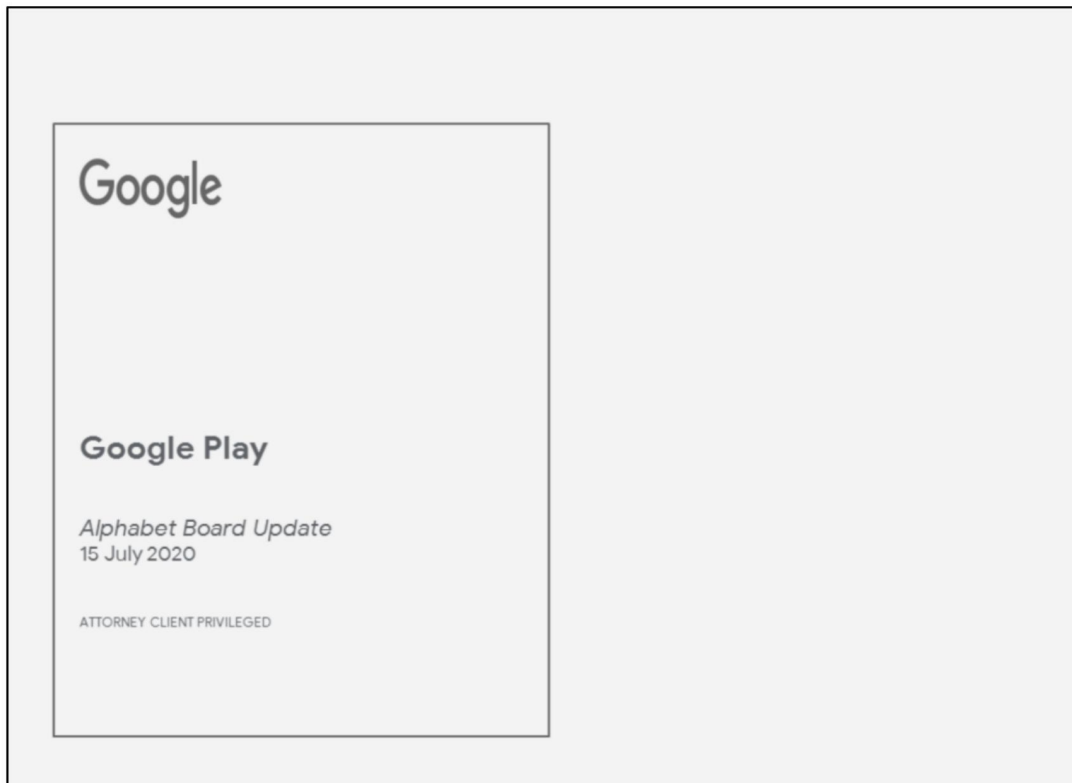 Google
Google Play
Alphabet Board Update
15 July 2020
ATTORNEY CLIENT PRIVILEGED